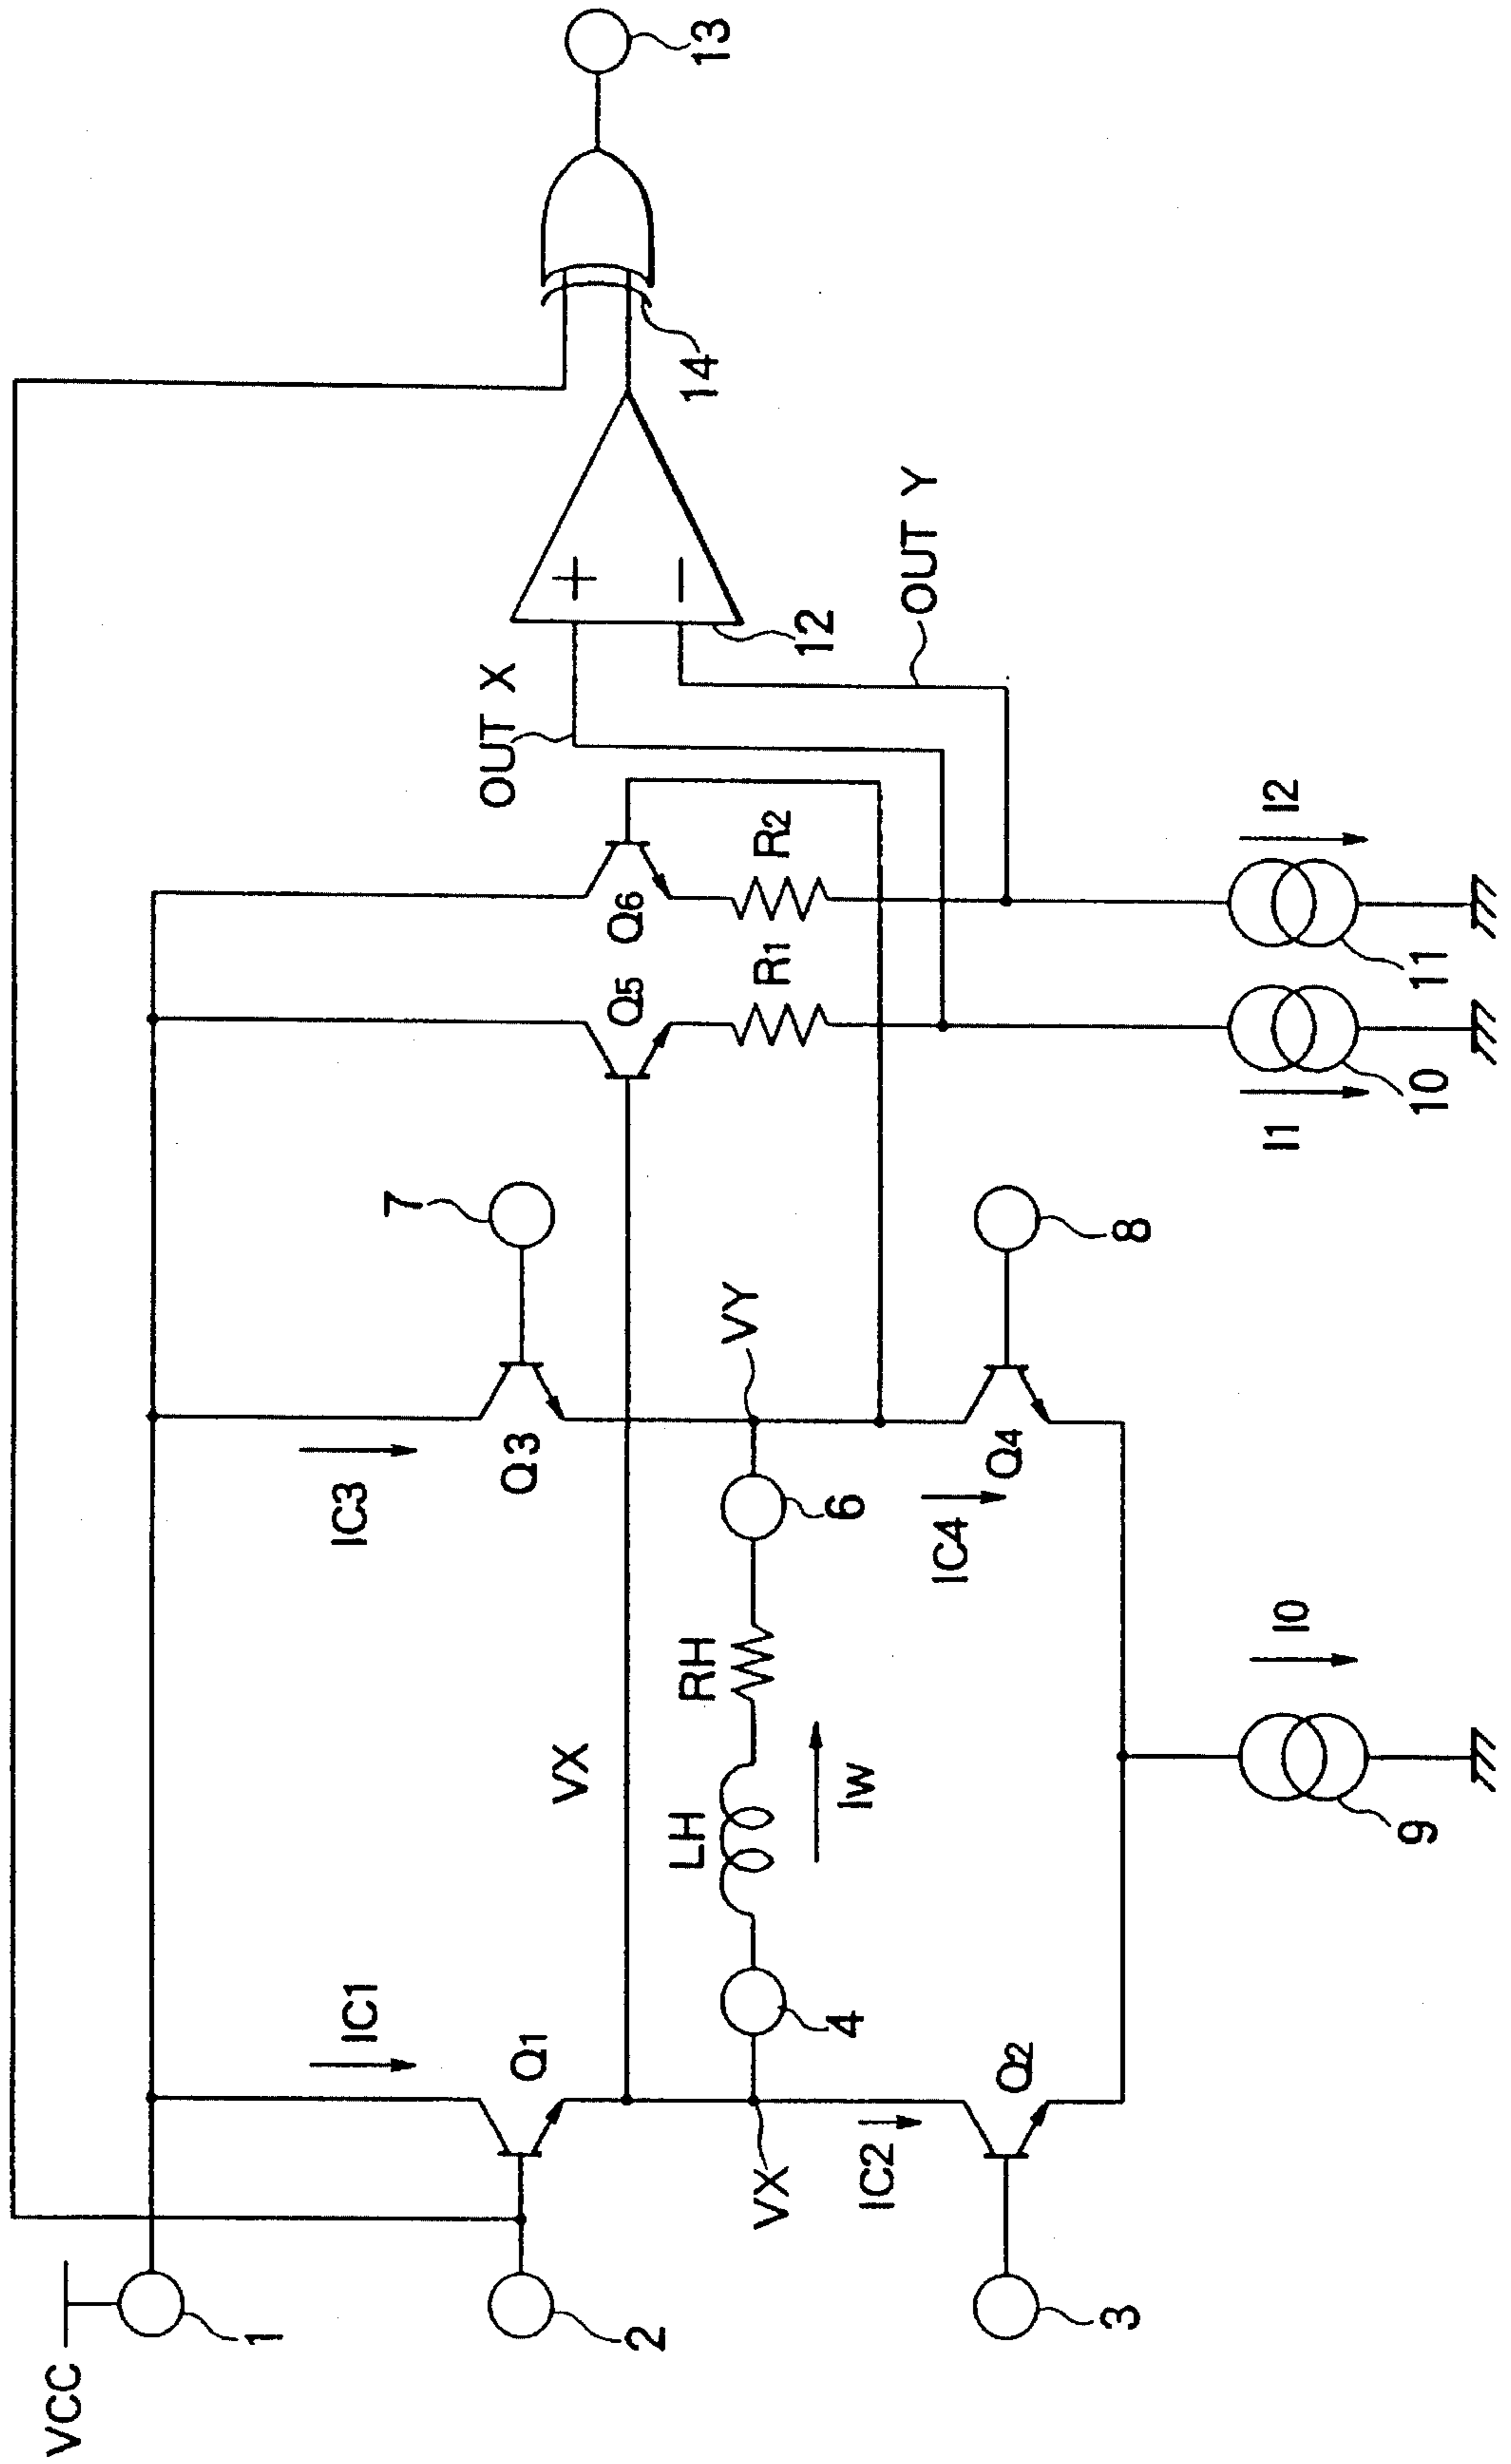 VCC
1
2
3
IC1
Q1
VX
VX
IC2
Q2
4
LH
RH
IW
6
VY
IC3
Q3
7
IC4
Q4
8
I0
9
Q5
Q6
R1
R2
OUT X
OUT Y
I1
10
I2
11
+
−
12
14
13